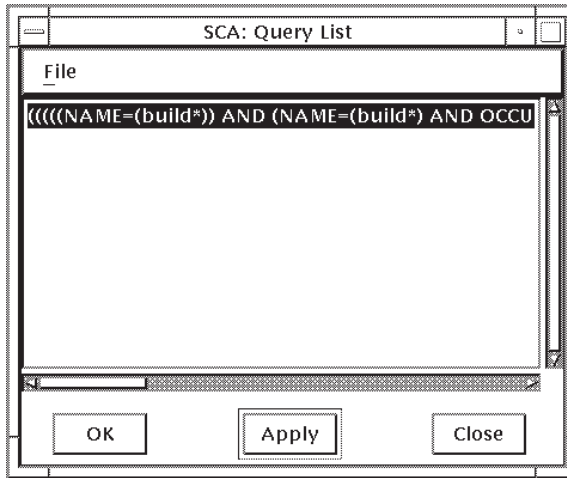 SCA: Query List
File
(((((NAME=(build*)) AND (NAME=(build*) AND OCCU
OK
Apply
Close